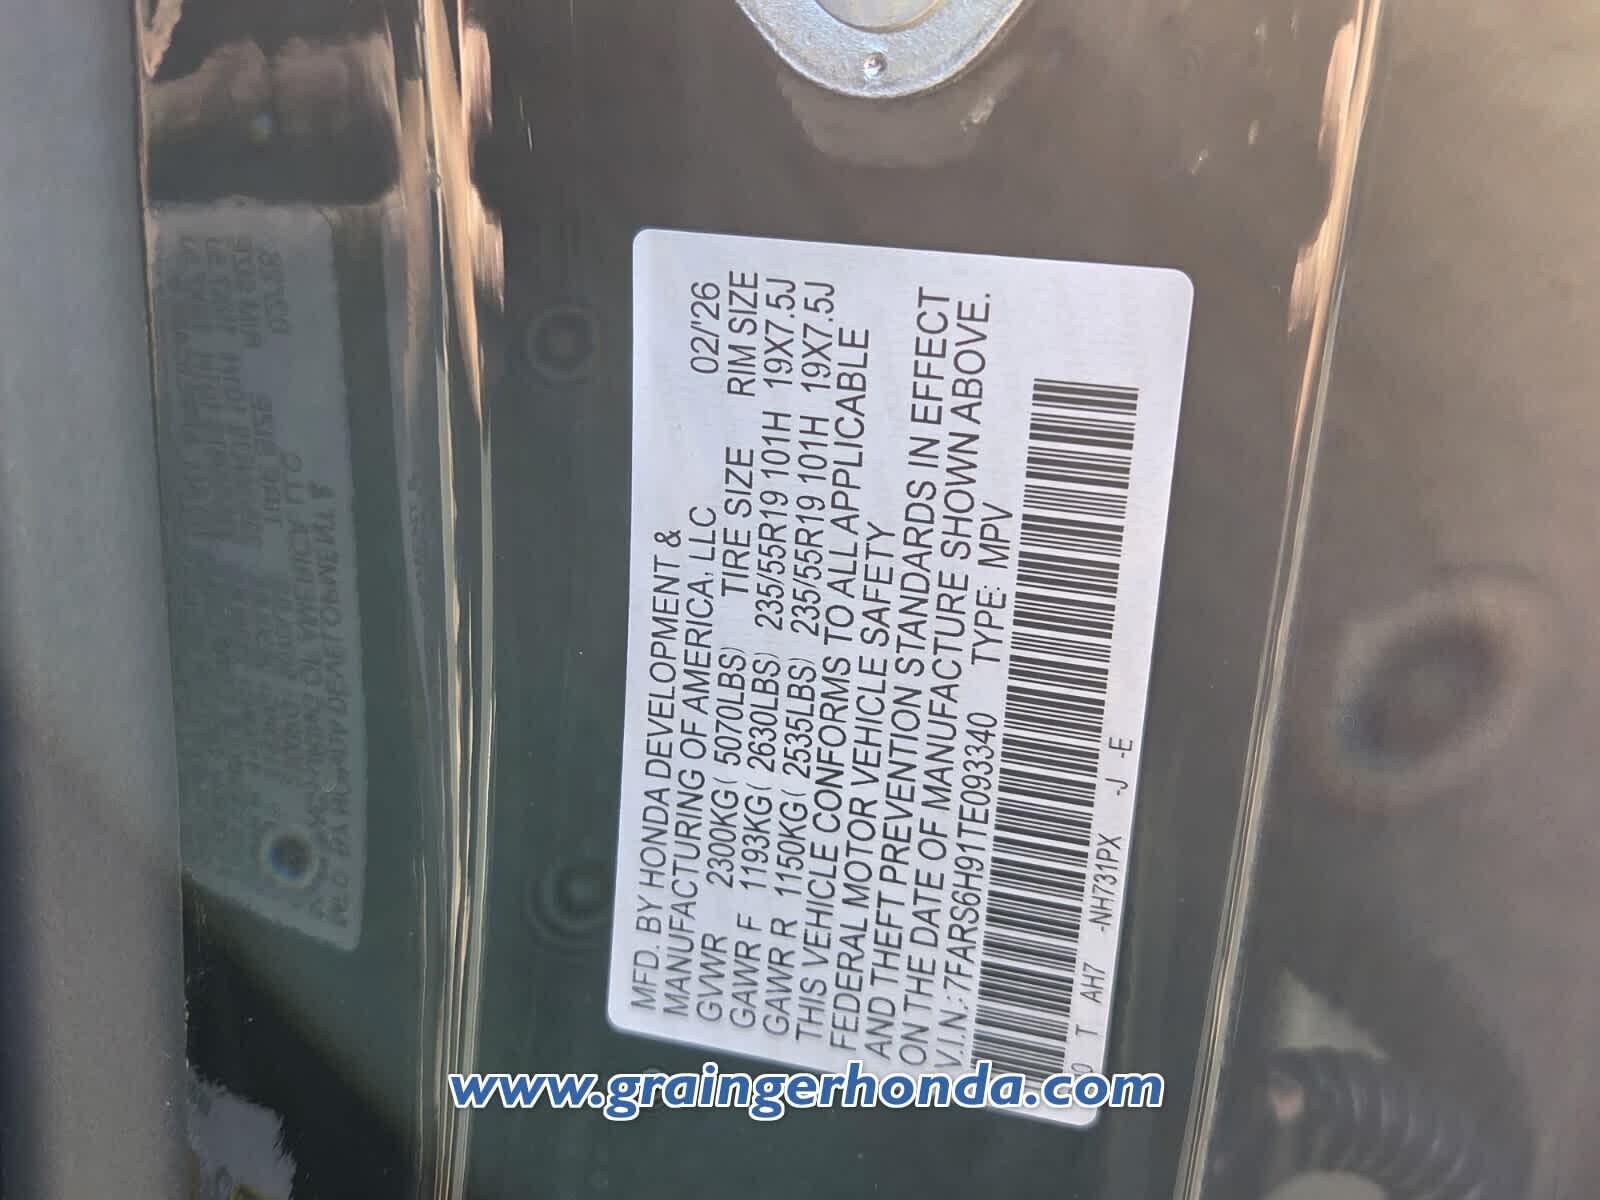 MFD. BY HONDA DEVELOPMENT &
MANUFACTURING OF AMERICA, LLC 02/'26
GVWR 2300KG( 5070LBS) TIRE SIZE RIM SIZE
GAWR F 1193KG( 2630LBS) 235/55R19 101H 19X7.5J
GAWR R 1150KG( 2535LBS) 235/55R19 101H 19X7.5J
THIS VEHICLE CONFORMS TO ALL APPLICABLE
FEDERAL MOTOR VEHICLE SAFETY
AND THEFT PREVENTION STANDARDS IN EFFECT
ON THE DATE OF MANUFACTURE SHOWN ABOVE.
V.I.N.: 7FARS6H91TE093340 TYPE: MPV
0 T AH7 -NH731PX -J -E
www.graingerhonda.com